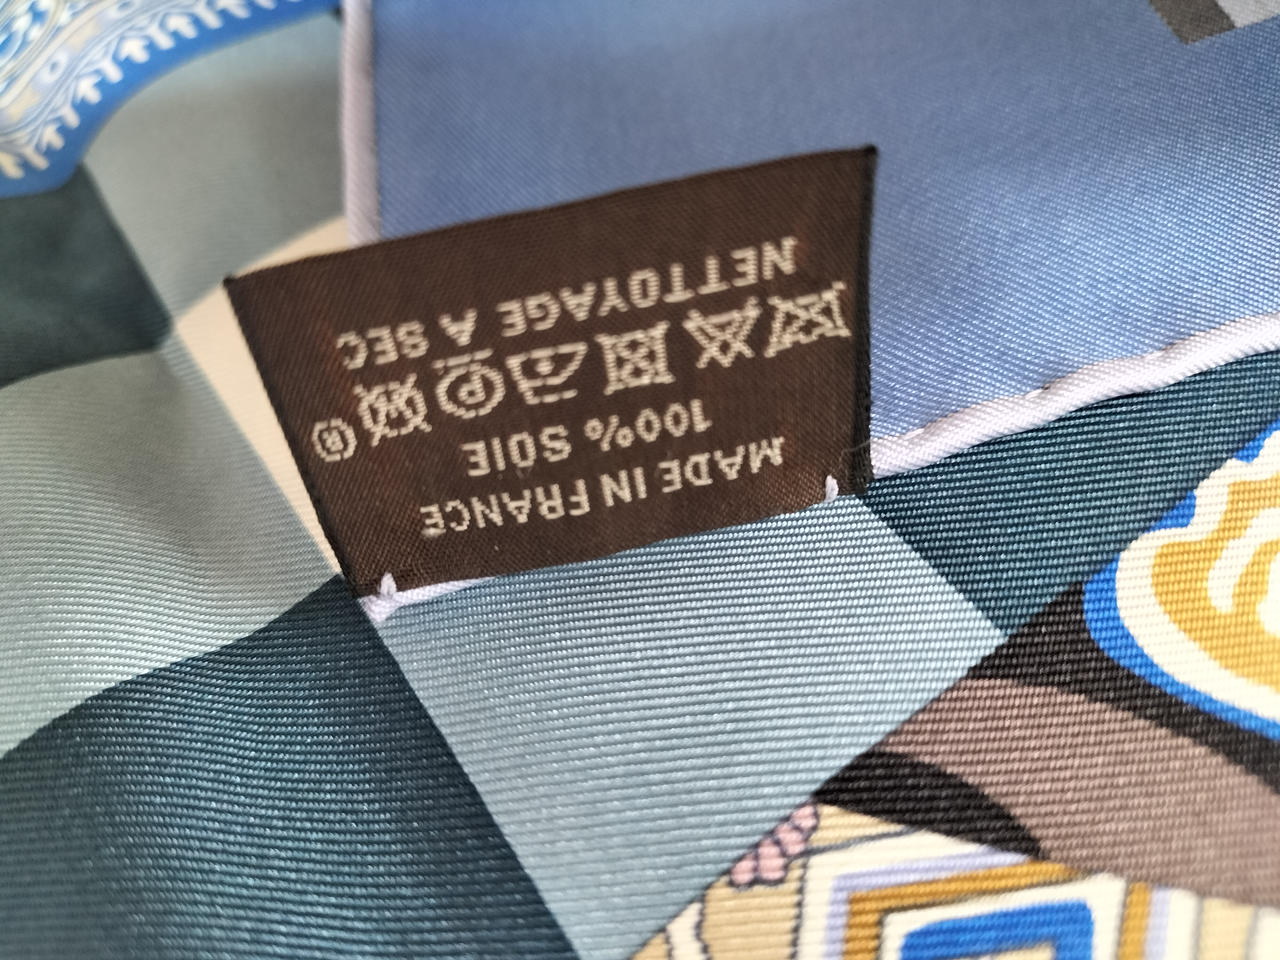 MADE IN FRANCE
100% SOIE
NETTOYAGE A SEC